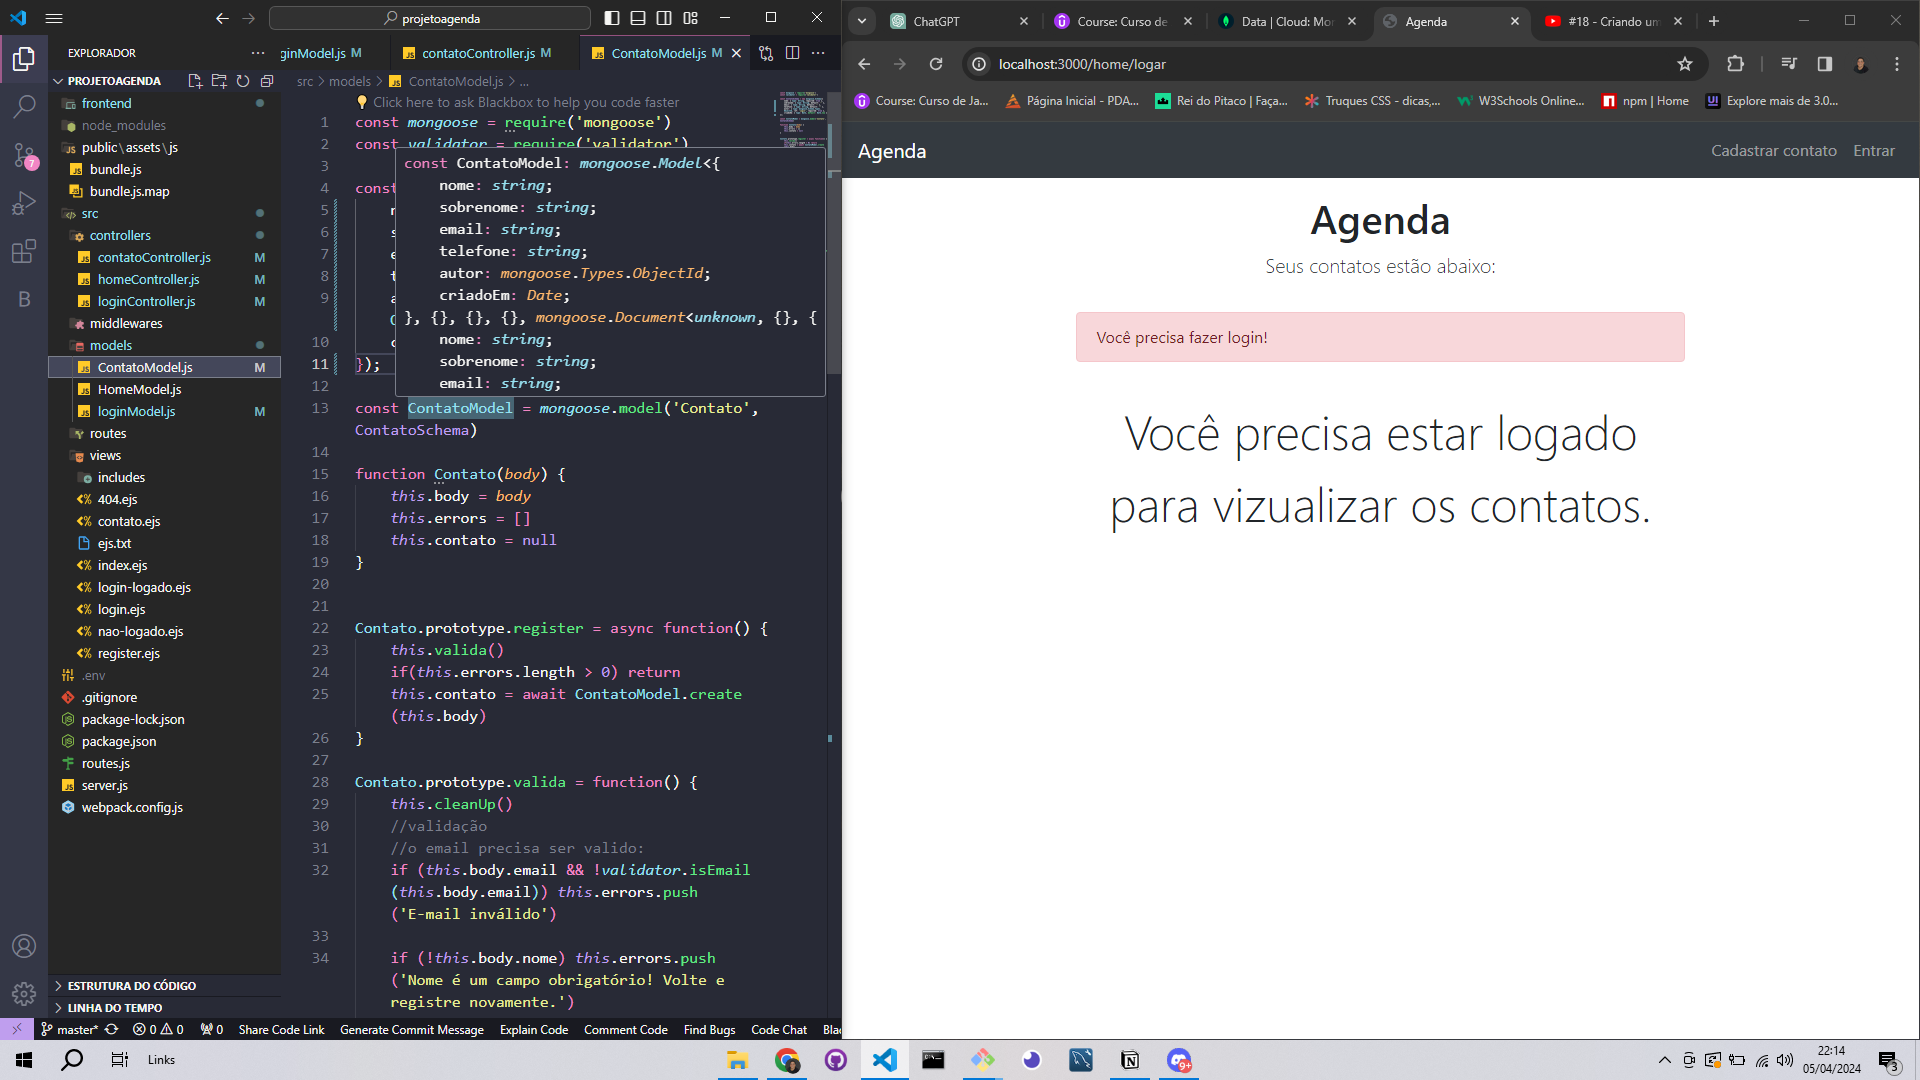 projetoagenda
EXPLORADOR
ginModel.js M
contatoController.js M
ContatoModel.js M
PROJETOAGENDA
src > models > ContatoModel.js > ...
frontend
node_modules
public\assets\js
bundle.js
bundle.js.map
src
controllers
contatoController.js M
homeController.js M
loginController.js M
middlewares
models
ContatoModel.js M
HomeModel.js
loginModel.js M
routes
views
includes
404.ejs
contato.ejs
ejs.txt
index.ejs
login-logado.ejs
login.ejs
nao-logado.ejs
register.ejs
.env
.gitignore
package-lock.json
package.json
routes.js
server.js
webpack.config.js
ESTRUTURA DO CÓDIGO
LINHA DO TEMPO
7
B
Click here to ask Blackbox to help you code faster
1 const mongoose = require('mongoose')
2 const validator = require('validator')
3
4 const
5
6
7
8
9
10
11 });
const ContatoModel: mongoose.Model<{
nome: string;
sobrenome: string;
email: string;
telefone: string;
autor: mongoose.Types.ObjectId;
criadoEm: Date;
}, {}, {}, {}, mongoose.Document<unknown, {}, {
nome: string;
sobrenome: string;
email: string;
12
13 const ContatoModel = mongoose.model('Contato',
ContatoSchema)
14
15 function Contato(body) {
16 this.body = body
17 this.errors = []
18 this.contato = null
19 }
20
21
22 Contato.prototype.register = async function() {
23 this.valida()
24 if(this.errors.length > 0) return
25 this.contato = await ContatoModel.create
(this.body)
26 }
27
28 Contato.prototype.valida = function() {
29 this.cleanUp()
30 //validação
31 //o email precisa ser valido:
32 if (this.body.email && !validator.isEmail
(this.body.email)) this.errors.push
('E-mail inválido')
33
34 if (!this.body.nome) this.errors.push
('Nome é um campo obrigatório! Volte e
registre novamente.')
master* 0 0 0 Share Code Link Generate Commit Message Explain Code Comment Code Find Bugs Code Chat Bla
ChatGPT
Course: Curso de
Data | Cloud: Mo
Agenda
#18 - Criando um
localhost:3000/home/logar
Course: Curso de Ja...
Página Inicial - PDA...
Rei do Pitaco | Faça...
Truques CSS - dicas,...
W3Schools Online...
npm | Home
Explore mais de 3.0...
Agenda
Cadastrar contato Entrar
Agenda
Seus contatos estão abaixo:
Você precisa fazer login!
Você precisa estar logado
para vizualizar os contatos.
Links
9+
22:14
05/04/2024
3